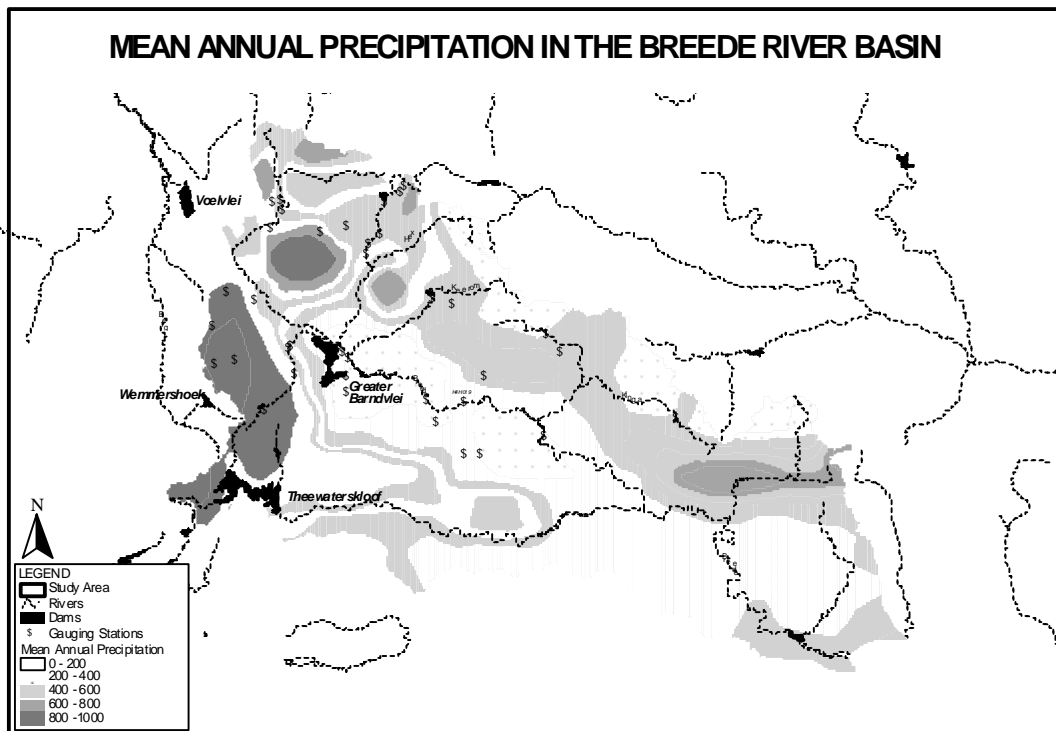 MEAN ANNUAL PRECIPITATION IN THE BREEDE RIVER BASIN
Voelvlei
Hex
Greater
Barndvlei
Wemmershoek
Theewaterskloof
N
LEGEND
Study Area
Rivers
Dams
$ Gauging Stations
Mean Annual Precipitation
0 - 200
200 - 400
400 - 600
600 - 800
800 - 1000